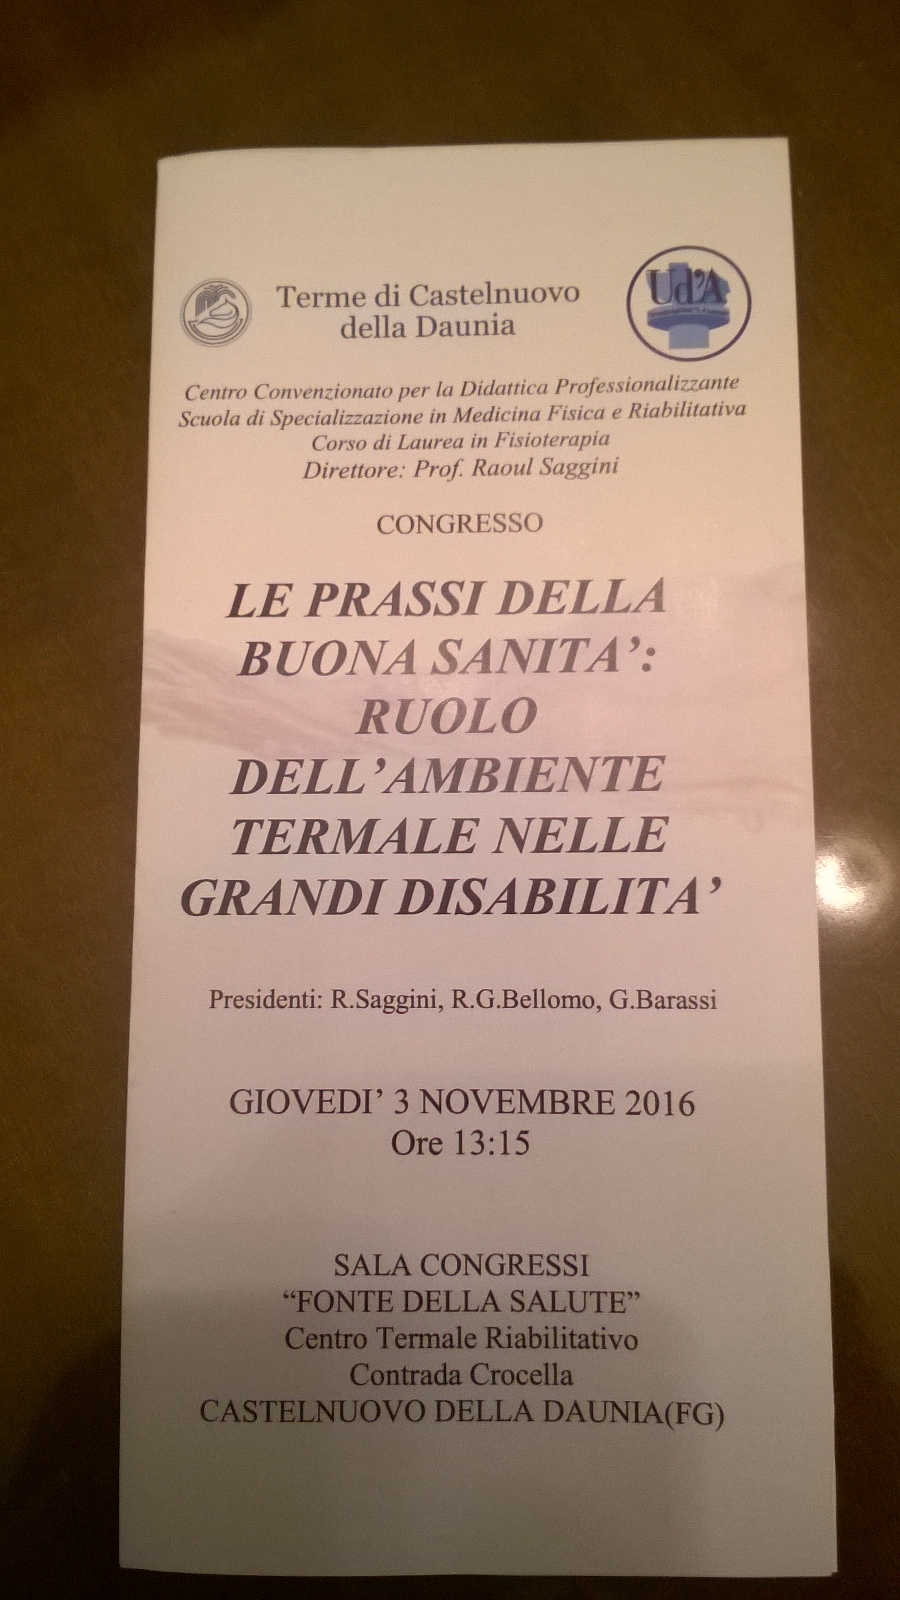 Terme di Castelnuovo
della Daunia
Ud'A
Centro Convenzionato per la Didattica Professionalizzante
Scuola di Specializzazione in Medicina Fisica e Riabilitativa
Corso di Laurea in Fisioterapia
Direttore: Prof. Raoul Saggini
CONGRESSO
LE PRASSI DELLA
BUONA SANITA’:
RUOLO
DELL’AMBIENTE
TERMALE NELLE
GRANDI DISABILITA’
Presidenti: R.Saggini, R.G.Bellomo, G.Barassi
GIOVEDI’ 3 NOVEMBRE 2016
Ore 13:15
SALA CONGRESSI
“FONTE DELLA SALUTE”
Centro Termale Riabilitativo
Contrada Crocella
CASTELNUOVO DELLA DAUNIA(FG)